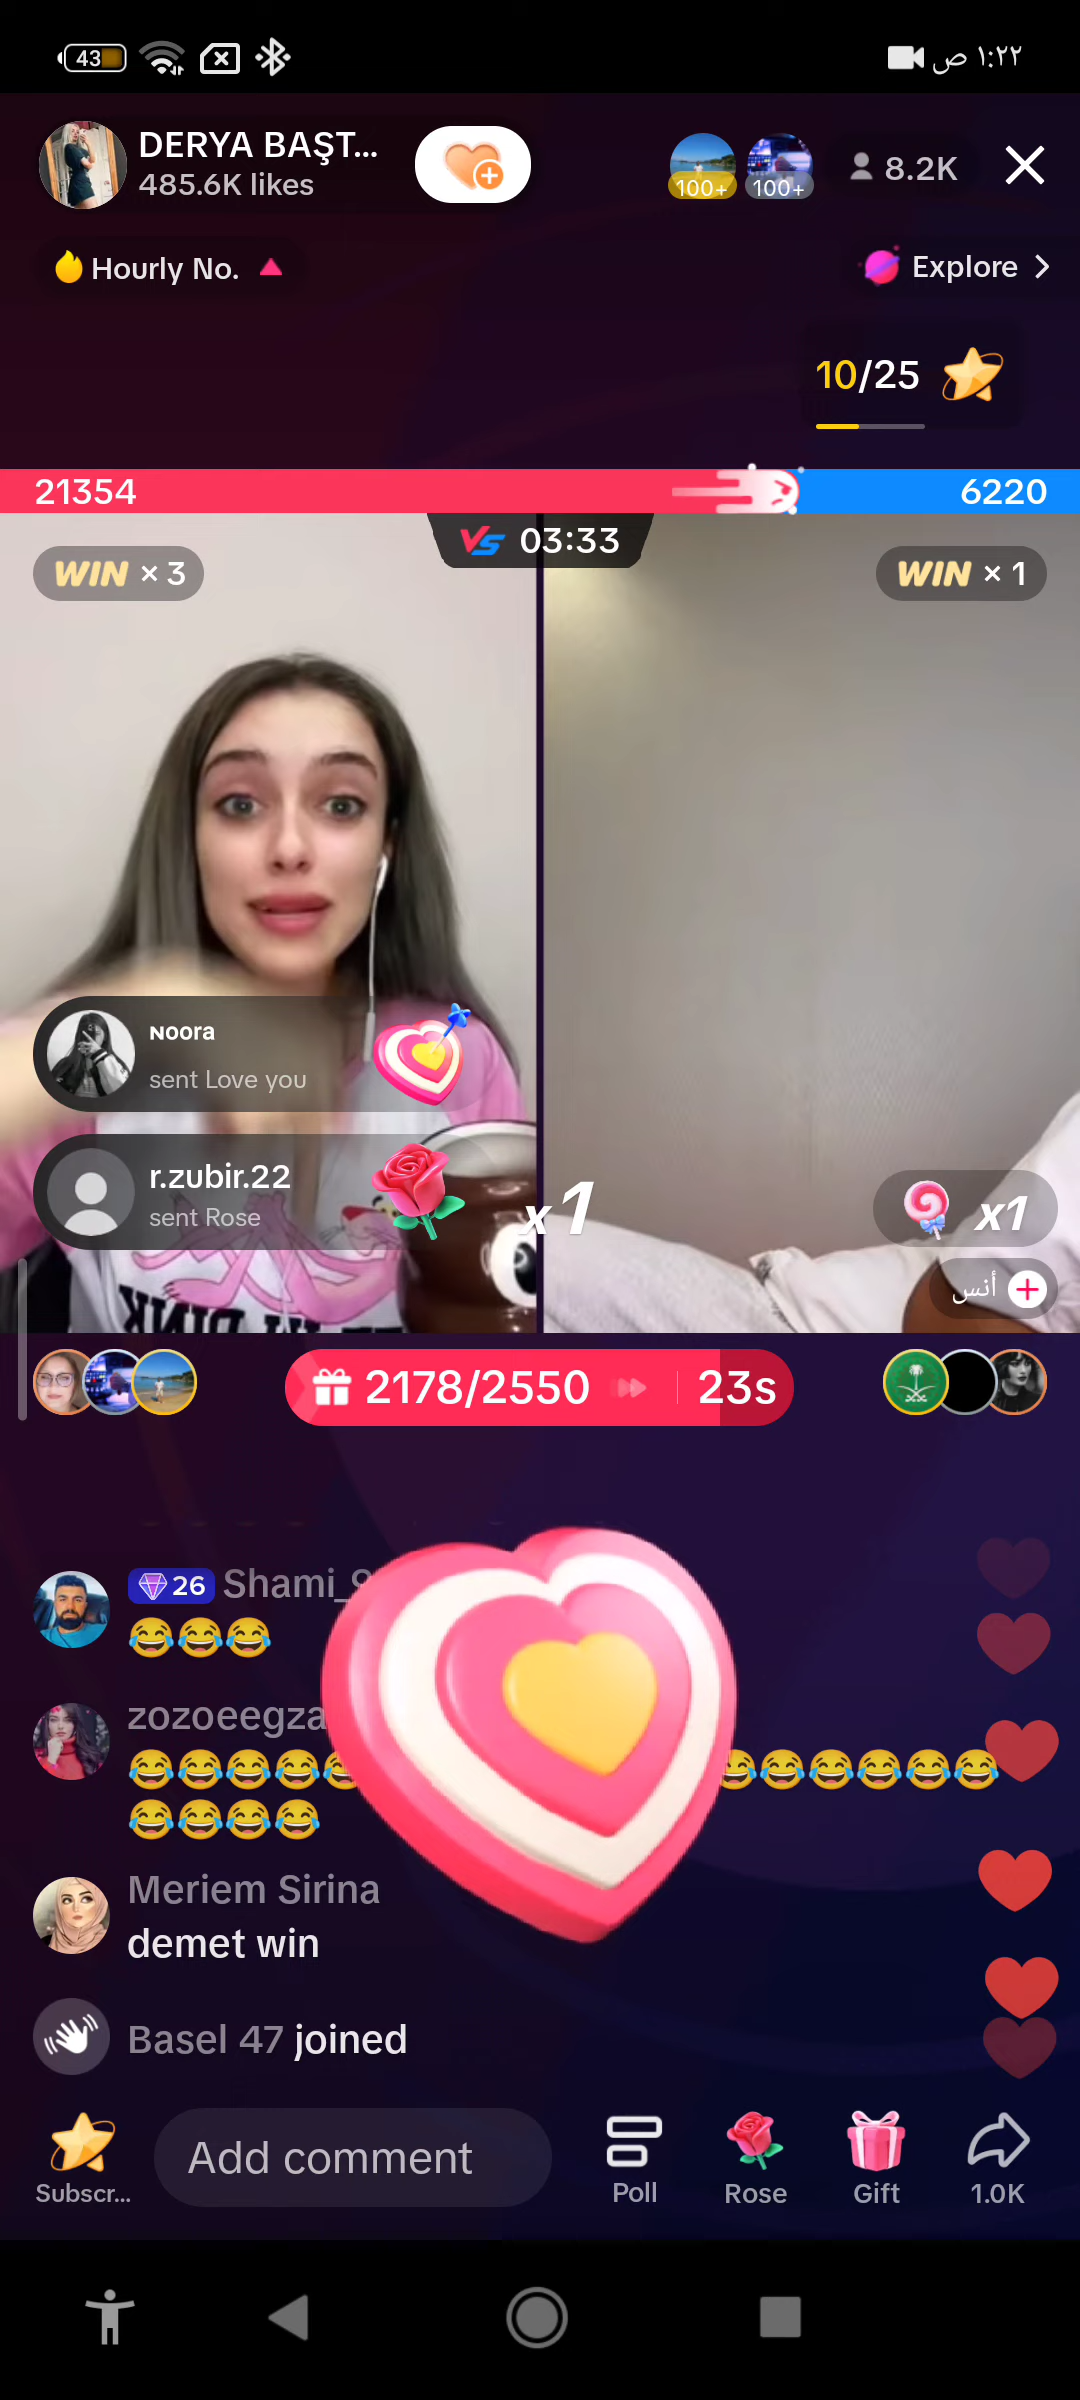 43
١:٢٢ ص
DERYA BAŞT...
485.6K likes
100+
100+
8.2K
Hourly No.
Explore
10/25
21354
6220
VS 03:33
WIN × 3
WIN × 1
Noora
sent Love you
r.zubir.22
sent Rose
x1
x1
أنس
2178/2550
23s
26 Shami_9
😂😂😂
zozoeegza
😂😂😂😂😂 😂😂😂😂😂😂
😂😂😂😂
Meriem Sirina
demet win
Basel 47 joined
Subscr...
Add comment
Poll
Rose
Gift
1.0K